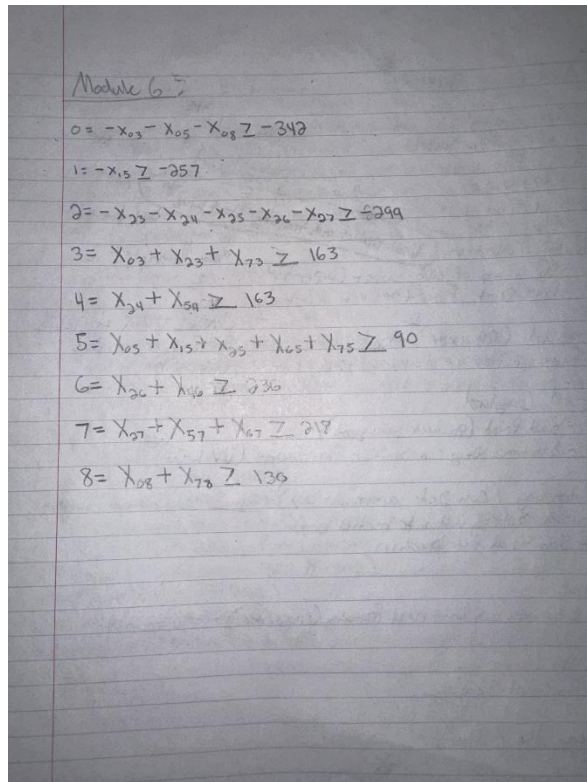 Module 6:
0= -X₀₃ - X₀₅ - X₀₈ ≥ -342
1= -X₁₅ ≥ -257
2= -X₂₃ - X₂₄ - X₂₅ - X₂₆ - X₂₇ ≥ -299
3= X₀₃ + X₂₃ + X₇₃ ≥ 163
4= X₂₄ + X₅₄ ≥ 163
5= X₀₅ + X₁₅ + X₂₅ + X₆₅ + X₇₅ ≥ 90
6= X₂₆ + ≥ 236
7= X₂₇ + X₅₇ + X₆₇ ≥ 218
8= X₀₈ + X₇₈ ≥ 136